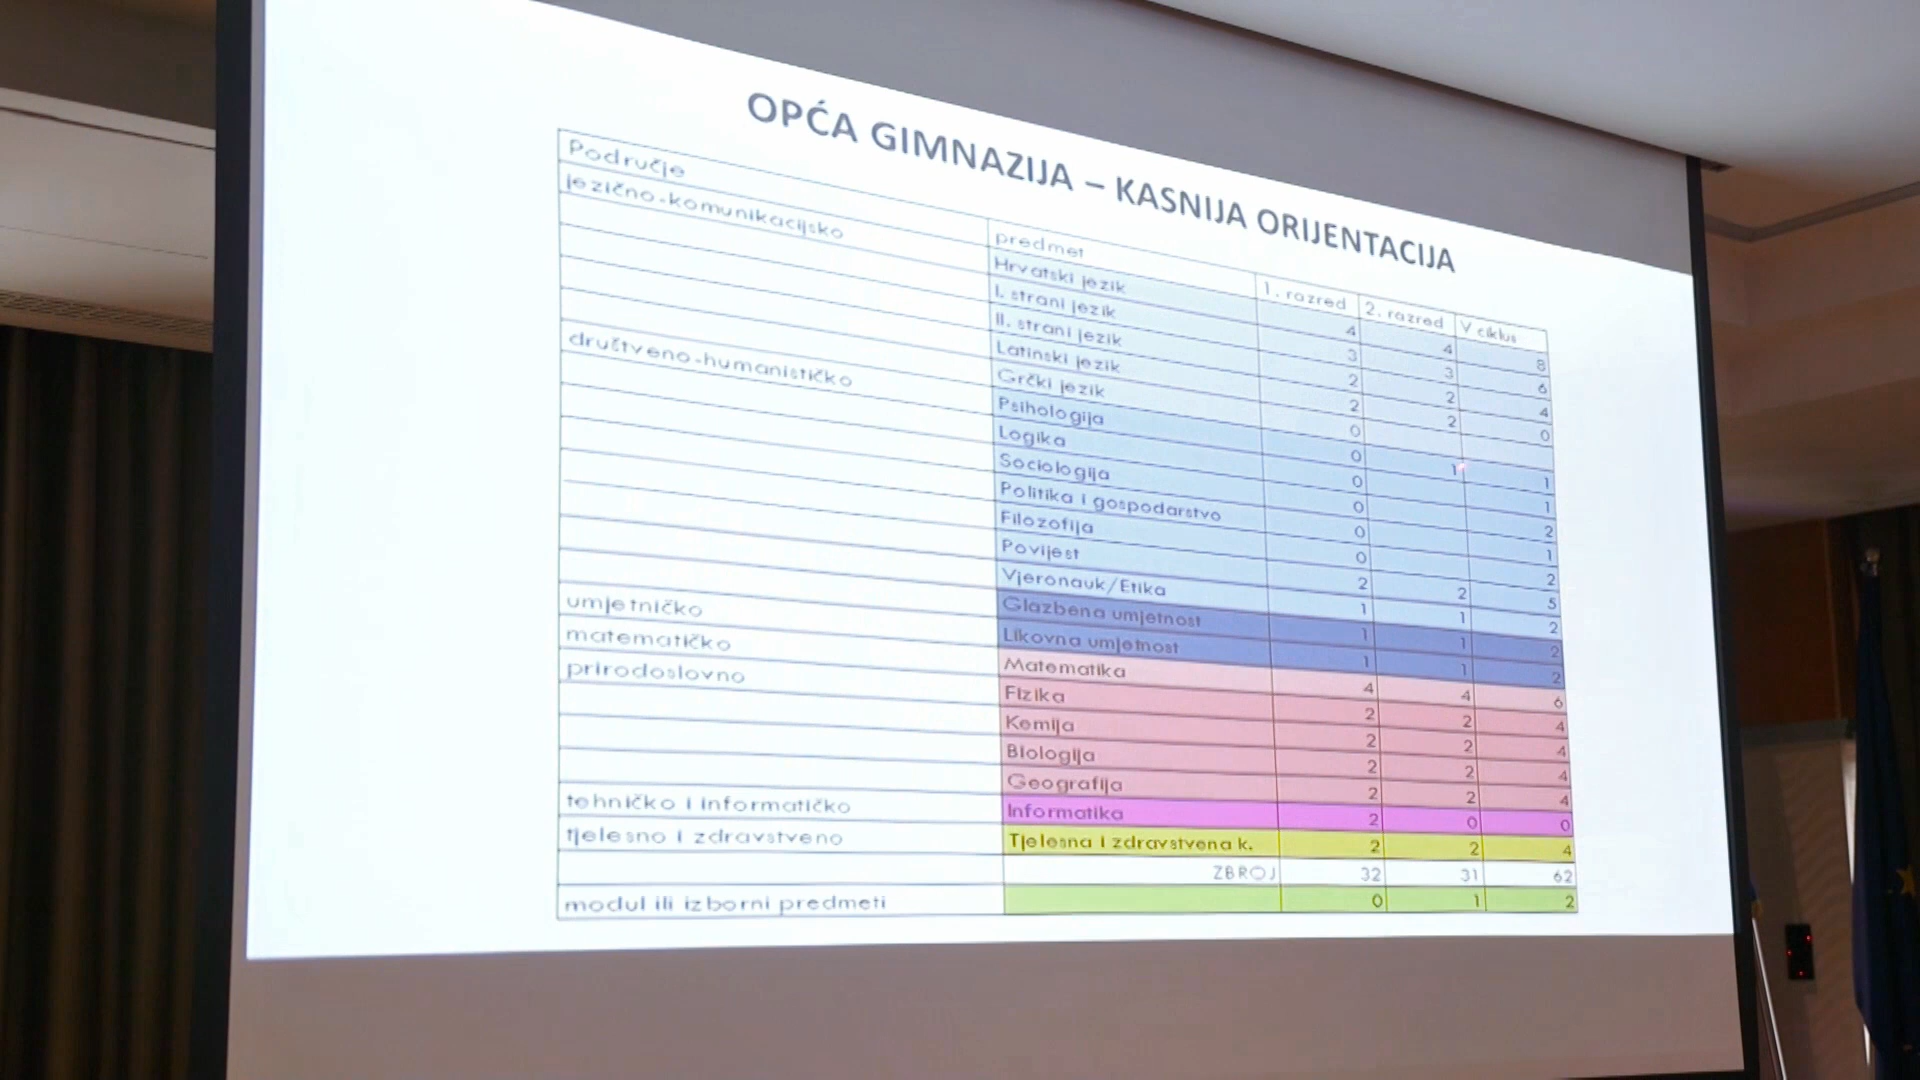 OPĆA GIMNAZIJA – KASNIJA ORIJENTACIJA
Područje predmet 1. razred 2. razred V ciklus
jezično-komunikacijsko Hrvatski jezik 4 4 8
I. strani jezik 3 3 6
II. strani jezik 2 2 4
Latinski jezik 2 2 0
Grčki jezik 0
društveno-humanističko Psihologija 0 1 1
Logika 0 1
Sociologija 0 2
Politika i gospodarstvo 0 1
Filozofija 0 2
Povijest 2 2 5
Vjeronauk/Etika 1 1 2
umjetničko Glazbena umjetnost 1 1 2
Likovna umjetnost 1 1 2
matematičko Matematika 4 4 6
prirodoslovno Fizika 2 2 4
Kemija 2 2 4
Biologija 2 2 4
Geografija 2 2 4
tehničko i informatičko Informatika 2 0 0
tjelesno i zdravstveno Tjelesna i zdravstvena k. 2 2 4
ZBROJ 32 31 62
modul ili izborni predmeti 0 1 2